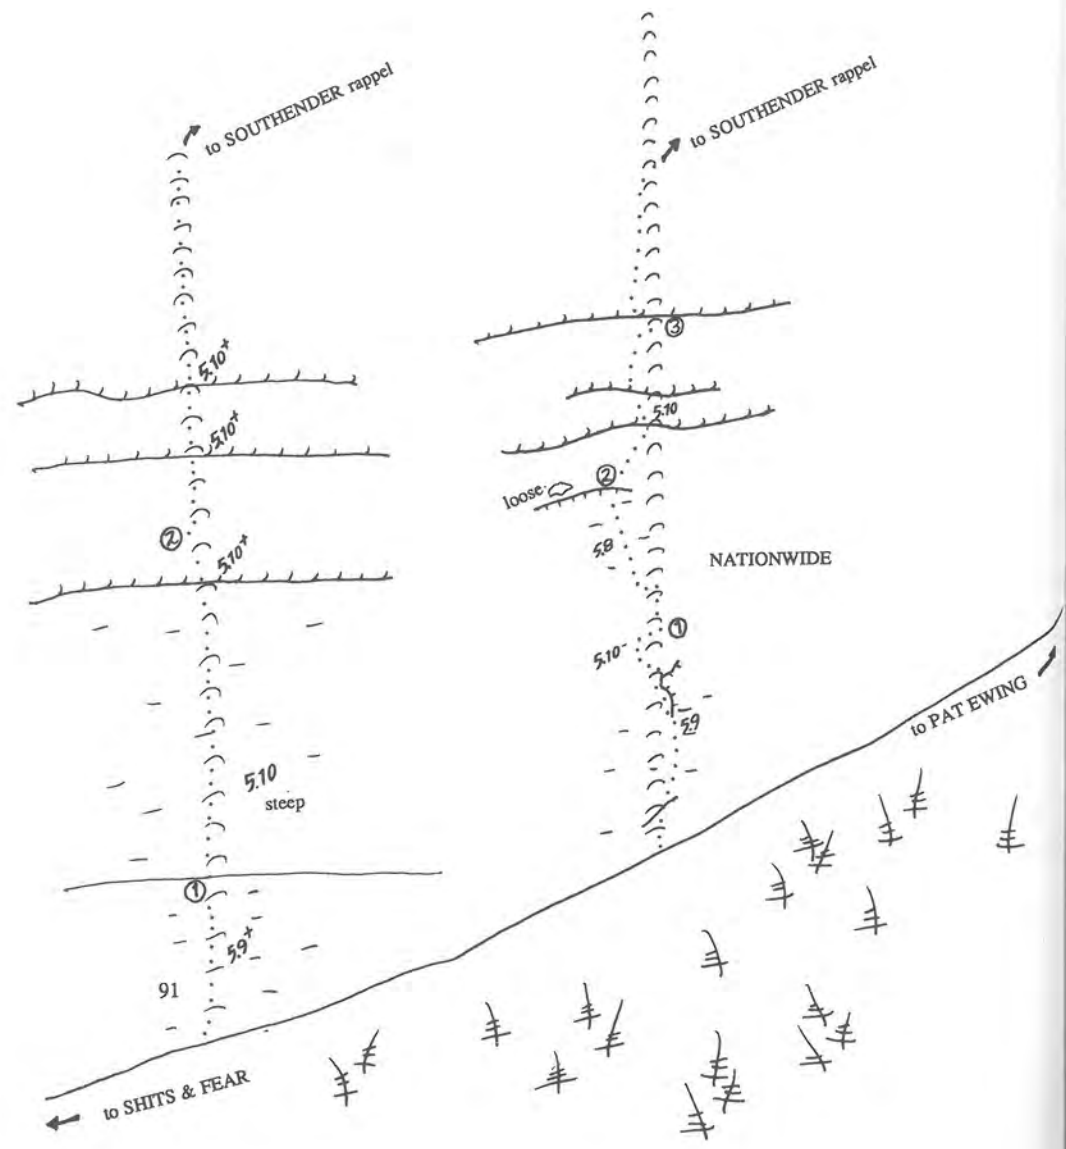 to SOUTHENDER rappel
to SOUTHENDER rappel
③
5.10+
5.10
5.10+
②
loose
②
5.8
5.10+
NATIONWIDE
①
5.10-
5.9
to PAT EWING
5.10
steep
①
5.9+
91
to SHITS & FEAR